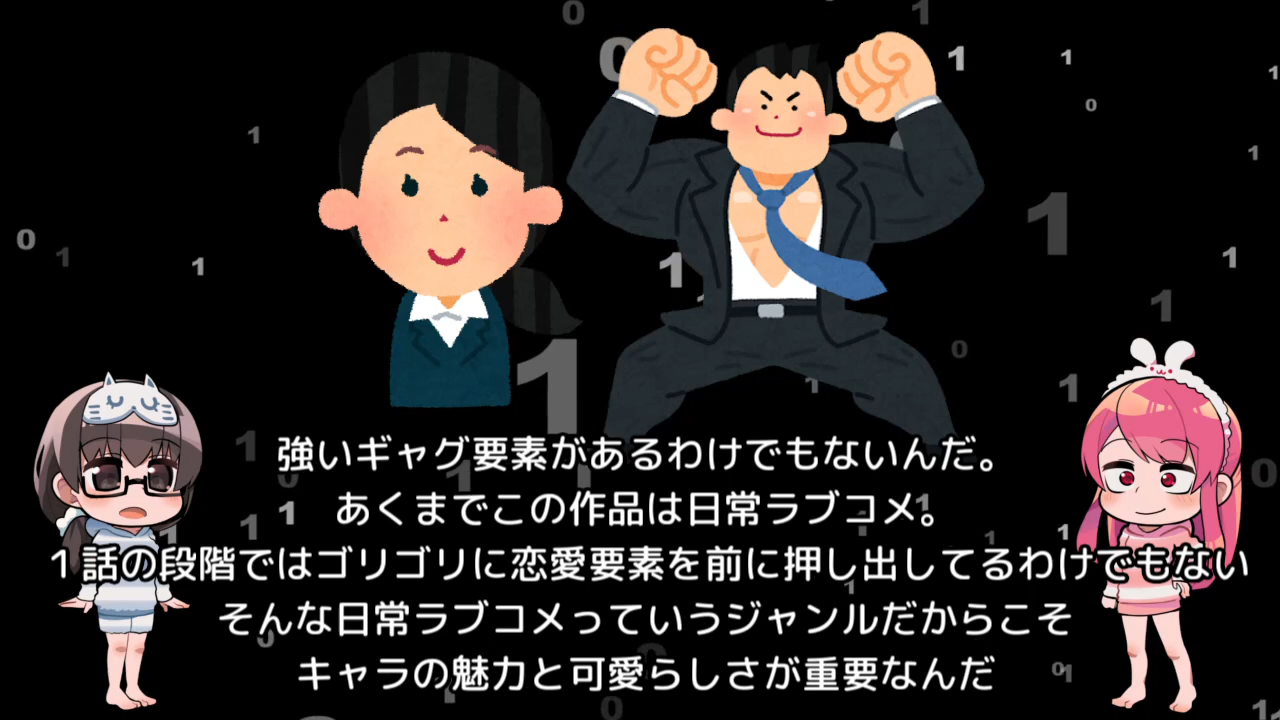 強いギャグ要素があるわけでもないんだ。
あくまでこの作品は日常ラブコメ。
１話の段階ではゴリゴリに恋愛要素を前に押し出してるわけでもない
そんな日常ラブコメっていうジャンルだからこそ
キャラの魅力と可愛らしさが重要なんだ